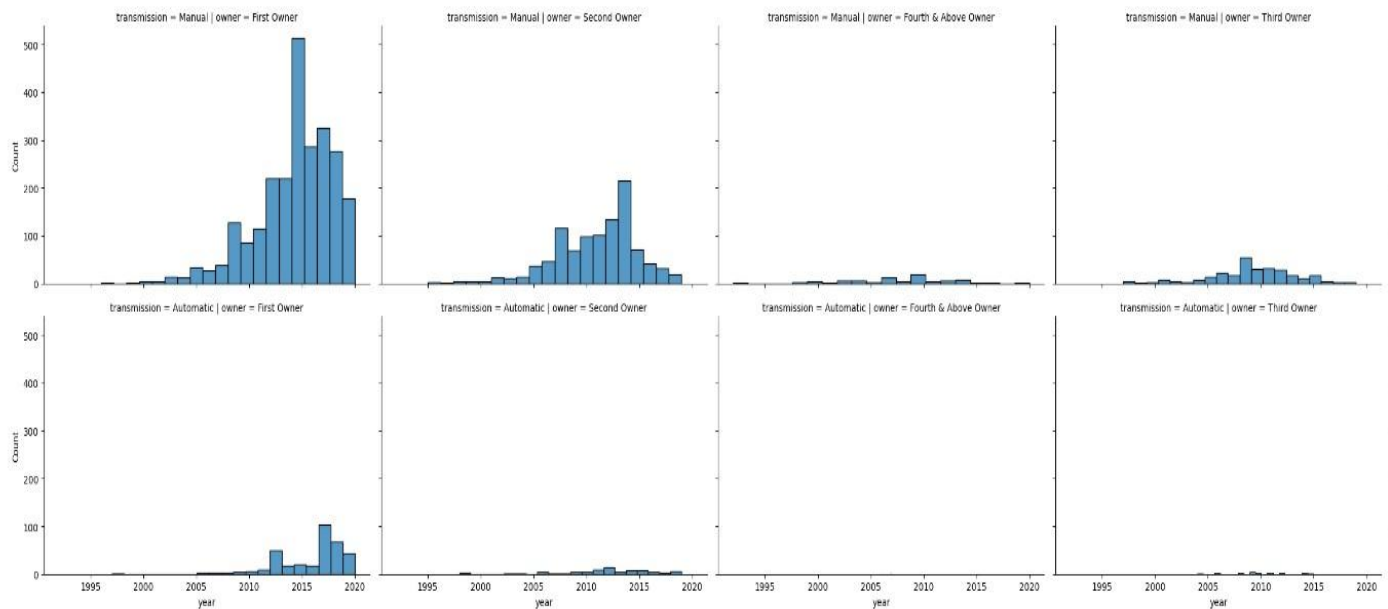 transmission = Manual | owner = First Owner
transmission = Manual | owner = Second Owner
transmission = Manual | owner = Fourth & Above Owner
transmission = Manual | owner = Third Owner
500
400
300
200
100
0
Count
transmission = Automatic | owner = First Owner
transmission = Automatic | owner = Second Owner
transmission = Automatic | owner = Fourth & Above Owner
transmission = Automatic | owner = Third Owner
500
400
300
200
100
0
Count
1995 2000 2005 2010 2015 2020
year
1995 2000 2005 2010 2015 2020
year
1995 2000 2005 2010 2015 2020
year
1995 2000 2005 2010 2015 2020
year